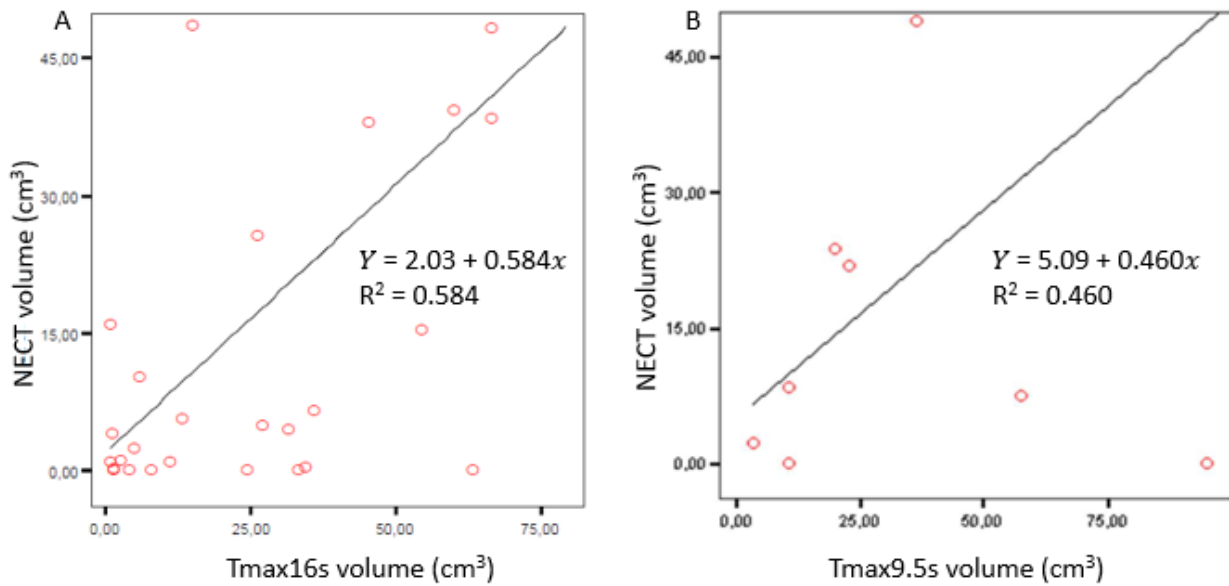 A
NECT volume (cm³)
45,00
30,00
15,00
0,00
Y = 2.03 + 0.584x
R² = 0.584
0,00 25,00 50,00 75,00
Tmax16s volume (cm³)
B
NECT volume (cm³)
45,00
30,00
15,00
0,00
Y = 5.09 + 0.460x
R² = 0.460
0,00 25,00 50,00 75,00
Tmax9.5s volume (cm³)